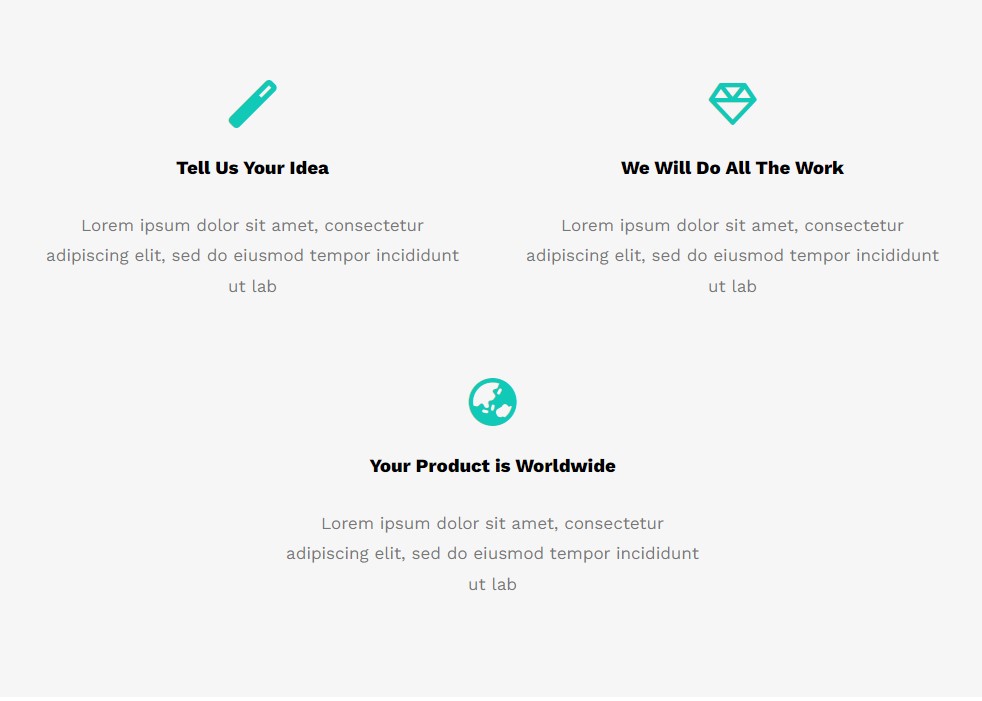 Tell Us Your Idea
Lorem ipsum dolor sit amet, consectetur
adipiscing elit, sed do eiusmod tempor incididunt
ut lab
We Will Do All The Work
Lorem ipsum dolor sit amet, consectetur
adipiscing elit, sed do eiusmod tempor incididunt
ut lab
Your Product is Worldwide
Lorem ipsum dolor sit amet, consectetur
adipiscing elit, sed do eiusmod tempor incididunt
ut lab